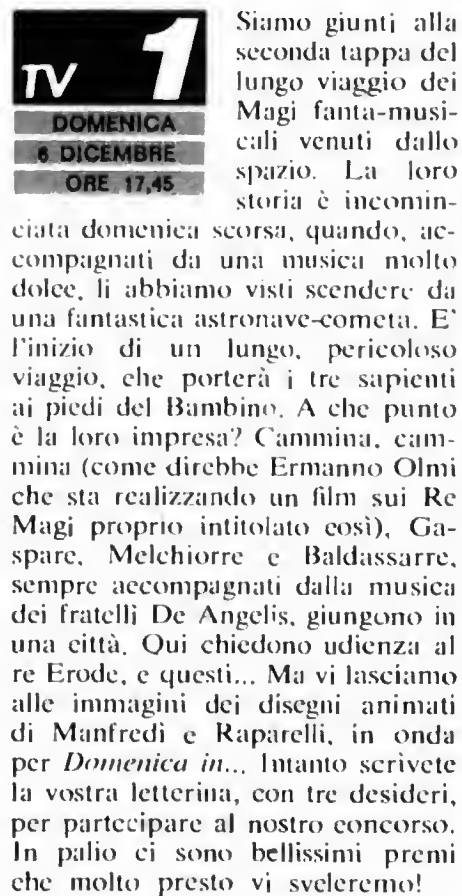 TV 1
DOMENICA
6 DICEMBRE
ORE 17,45
Siamo giunti alla
seconda tappa del
lungo viaggio dei
Magi fanta-musi-
cali venuti dallo
spazio. La loro
storia è incomin-
ciata domenica scorsa, quando, ac-
compagnati da una musica molto
dolce, li abbiamo visti scendere da
una fantastica astronave-cometa. E'
l'inizio di un lungo, pericoloso
viaggio, che porterà i tre sapienti
ai piedi del Bambino. A che punto
è la loro impresa? Cammina, cam-
mina (come direbbe Ermanno Olmi
che sta realizzando un film sui Re
Magi proprio intitolato così), Ga-
spare, Melchiorre e Baldassarre,
sempre accompagnati dalla musica
dei fratelli De Angelis, giungono in
una città. Qui chiedono udienza al
re Erode, e questi... Ma vi lasciamo
alle immagini dei disegni animati
di Manfredi e Raparelli, in onda
per Domenica in... Intanto scrivete
la vostra letterina, con tre desideri,
per partecipare al nostro concorso.
In palio ci sono bellissimi premi
che molto presto vi sveleremo!